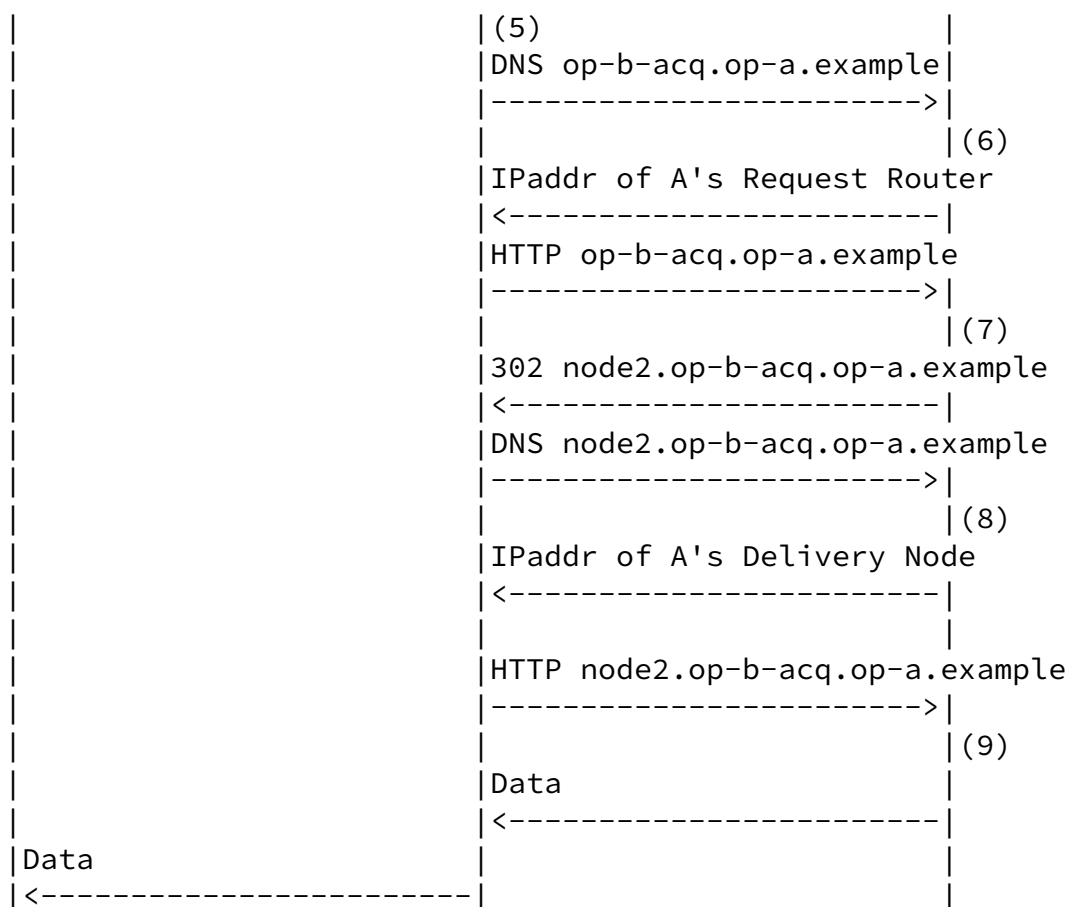 (5)
DNS op-b-acq.op-a.example
(6)
IPaddr of A's Request Router
HTTP op-b-acq.op-a.example
(7)
302 node2.op-b-acq.op-a.example
DNS node2.op-b-acq.op-a.example
(8)
IPaddr of A's Delivery Node
HTTP node2.op-b-acq.op-a.example
(9)
Data
Data